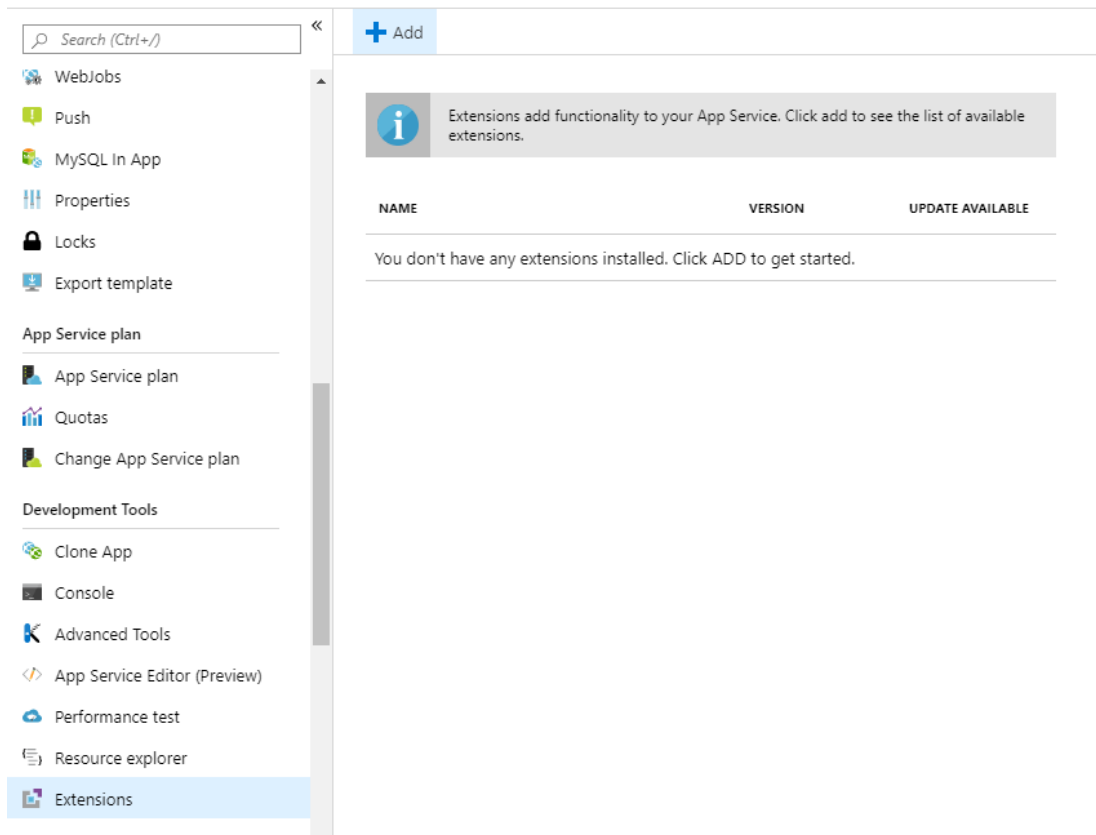 Search (Ctrl+/)
«
WebJobs
Push
MySQL In App
Properties
Locks
Export template
App Service plan
App Service plan
Quotas
Change App Service plan
Development Tools
Clone App
Console
Advanced Tools
App Service Editor (Preview)
Performance test
Resource explorer
Extensions
Add
Extensions add functionality to your App Service. Click add to see the list of available
extensions.
NAME VERSION UPDATE AVAILABLE
You don't have any extensions installed. Click ADD to get started.